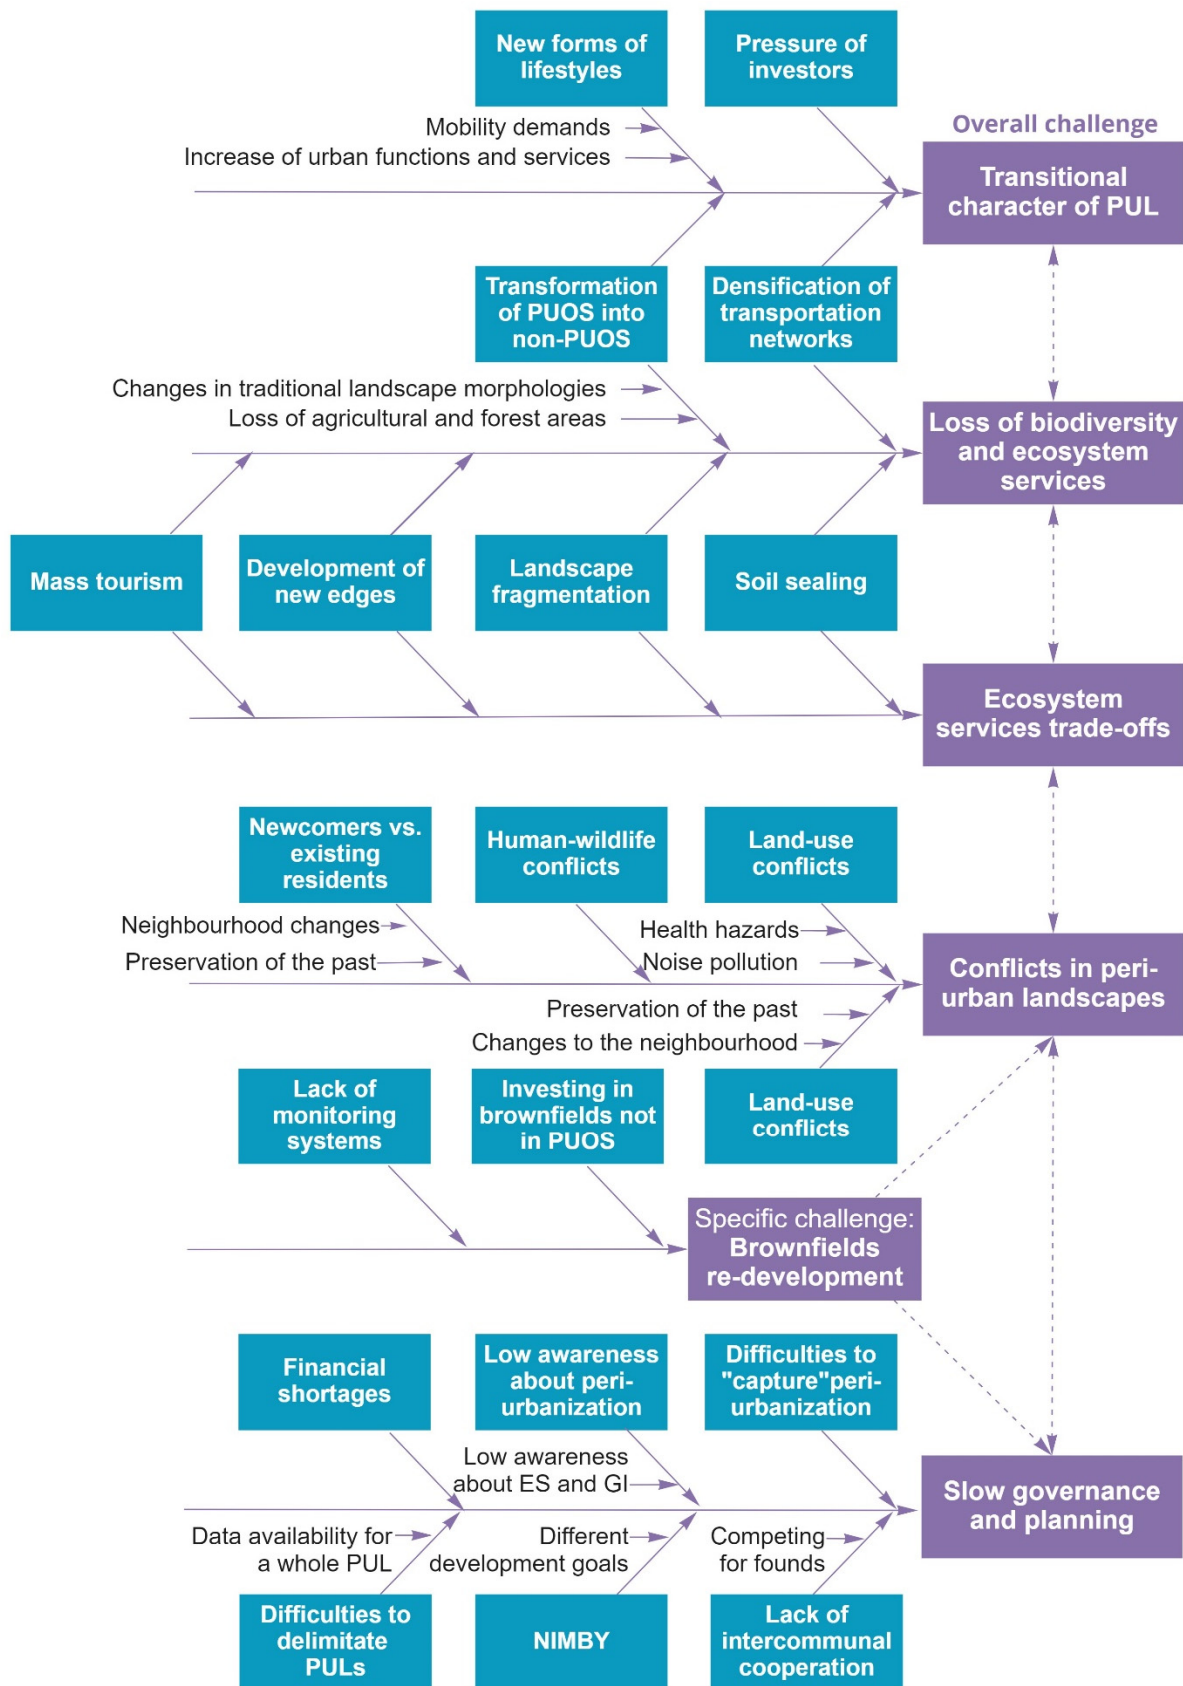 New forms of
lifestyles
Pressure of
investors
Mobility demands
Increase of urban functions and services
Overall challenge
Transitional
character of PUL
Transformation
of PUOS into
non-PUOS
Densification of
transportation
networks
Changes in traditional landscape morphologies
Loss of agricultural and forest areas
Loss of biodiversity
and ecosystem
services
Mass tourism
Development of
new edges
Landscape
fragmentation
Soil sealing
Ecosystem
services trade-offs
Newcomers vs.
existing
residents
Human-wildlife
conflicts
Land-use
conflicts
Neighbourhood changes
Preservation of the past
Health hazards
Noise pollution
Conflicts in peri-
urban landscapes
Preservation of the past
Changes to the neighbourhood
Lack of
monitoring
systems
Investing in
brownfields not
in PUOS
Land-use
conflicts
Specific challenge:
Brownfields
re-development
Financial
shortages
Low awareness
about peri-
urbanization
Difficulties to
"capture"peri-
urbanization
Low awareness
about ES and GI
Slow governance
and planning
Data availability for
a whole PUL
Different
development goals
Competing
for founds
Difficulties to
delimitate
PULs
NIMBY
Lack of
intercommunal
cooperation